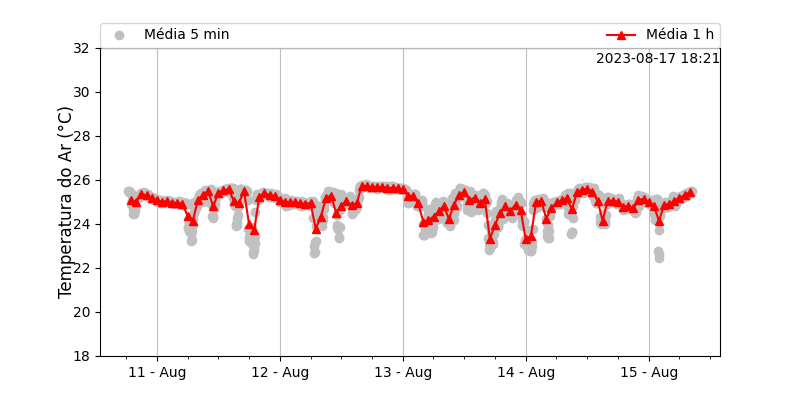 Média 5 min
Média 1 h
2023-08-17 18:21
Temperatura do Ar (°C)
32
30
28
26
24
22
20
18
11 - Aug
12 - Aug
13 - Aug
14 - Aug
15 - Aug